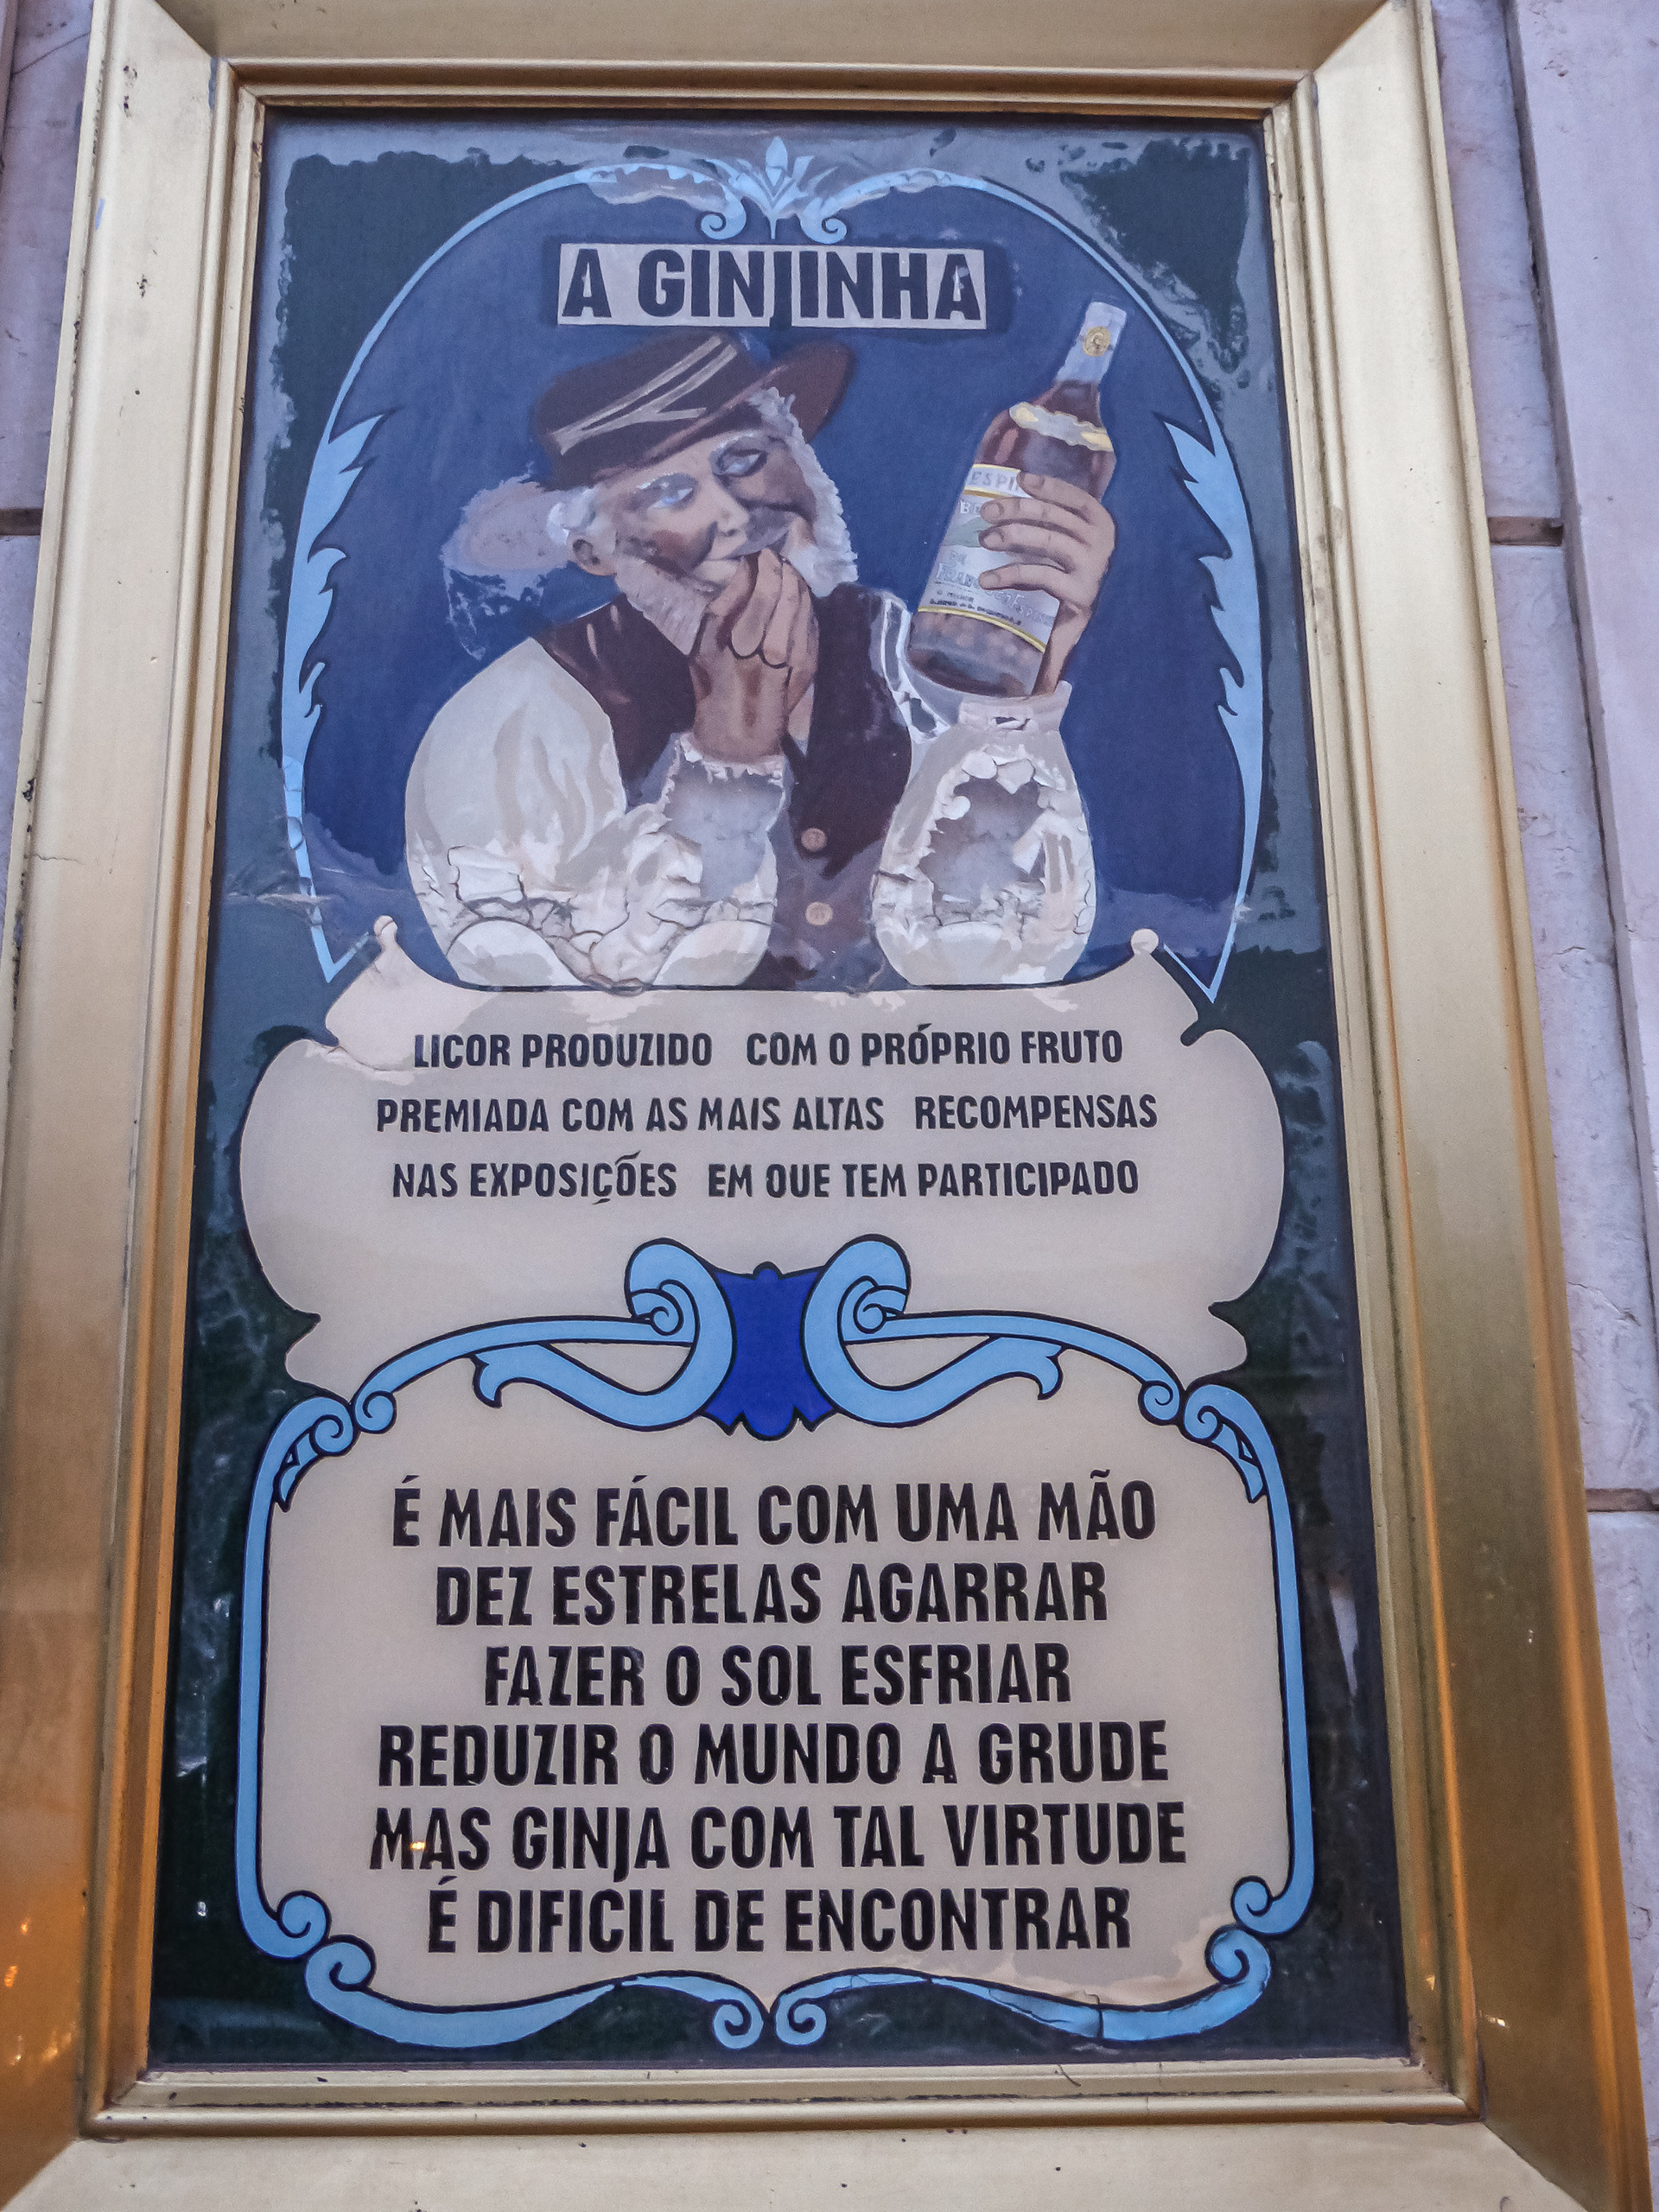 A GINJINHA
LICOR PRODUZIDO COM O PRÓPRIO FRUTO
PREMIADA COM AS MAIS ALTAS RECOMPENSAS
NAS EXPOSIÇÕES EM QUE TEM PARTICIPADO
É MAIS FÁCIL COM UMA MÃO
DEZ ESTRELAS AGARRAR
FAZER O SOL ESFRIAR
REDUZIR O MUNDO A GRUDE
MAS GINJA COM TAL VIRTUDE
É DIFICIL DE ENCONTRAR